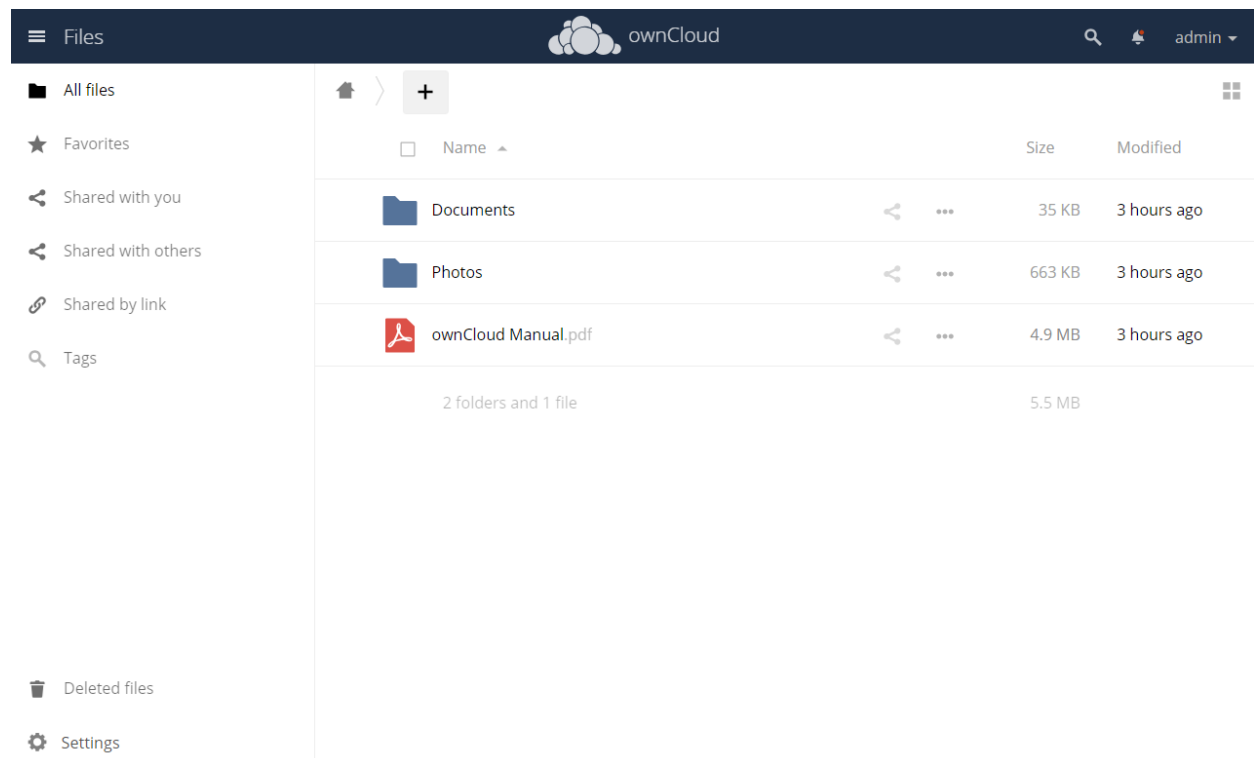 Files
ownCloud
admin
All files
Favorites
Shared with you
Shared with others
Shared by link
Tags
Deleted files
Settings
Name Size Modified
Documents 35 KB 3 hours ago
Photos 663 KB 3 hours ago
ownCloud Manual.pdf 4.9 MB 3 hours ago
2 folders and 1 file 5.5 MB